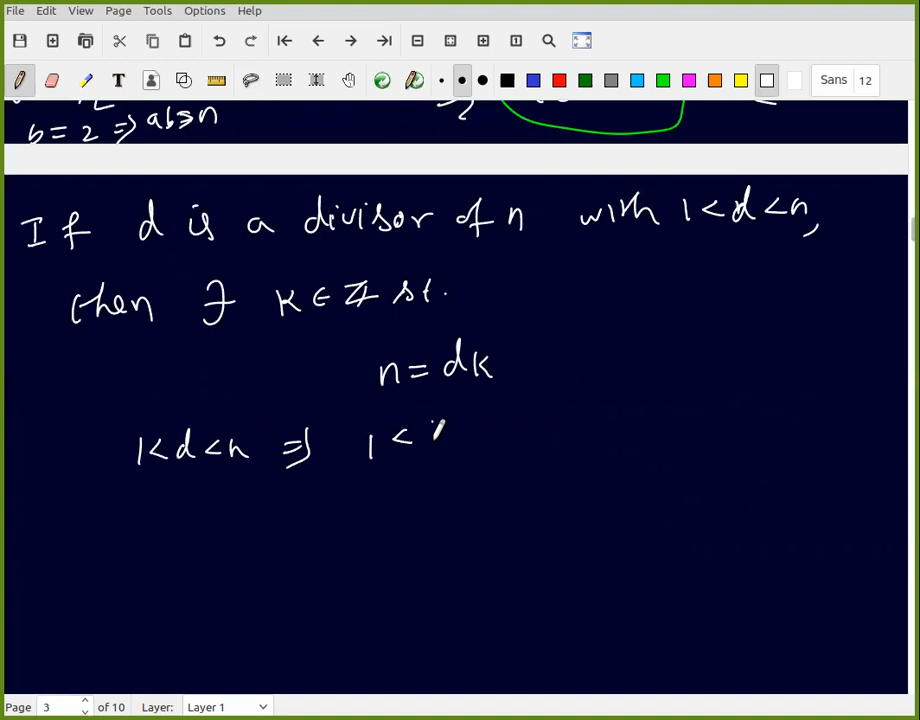 File Edit View Page Tools Options Help
Sans 12
b = 2 ⇒ ab=n
If d is a divisor of n with 1<d<n,
then ∃ k∈ℤ st.
n = dk
1<d<n ⇒ 1 <
Page 3 of 10 Layer: Layer 1